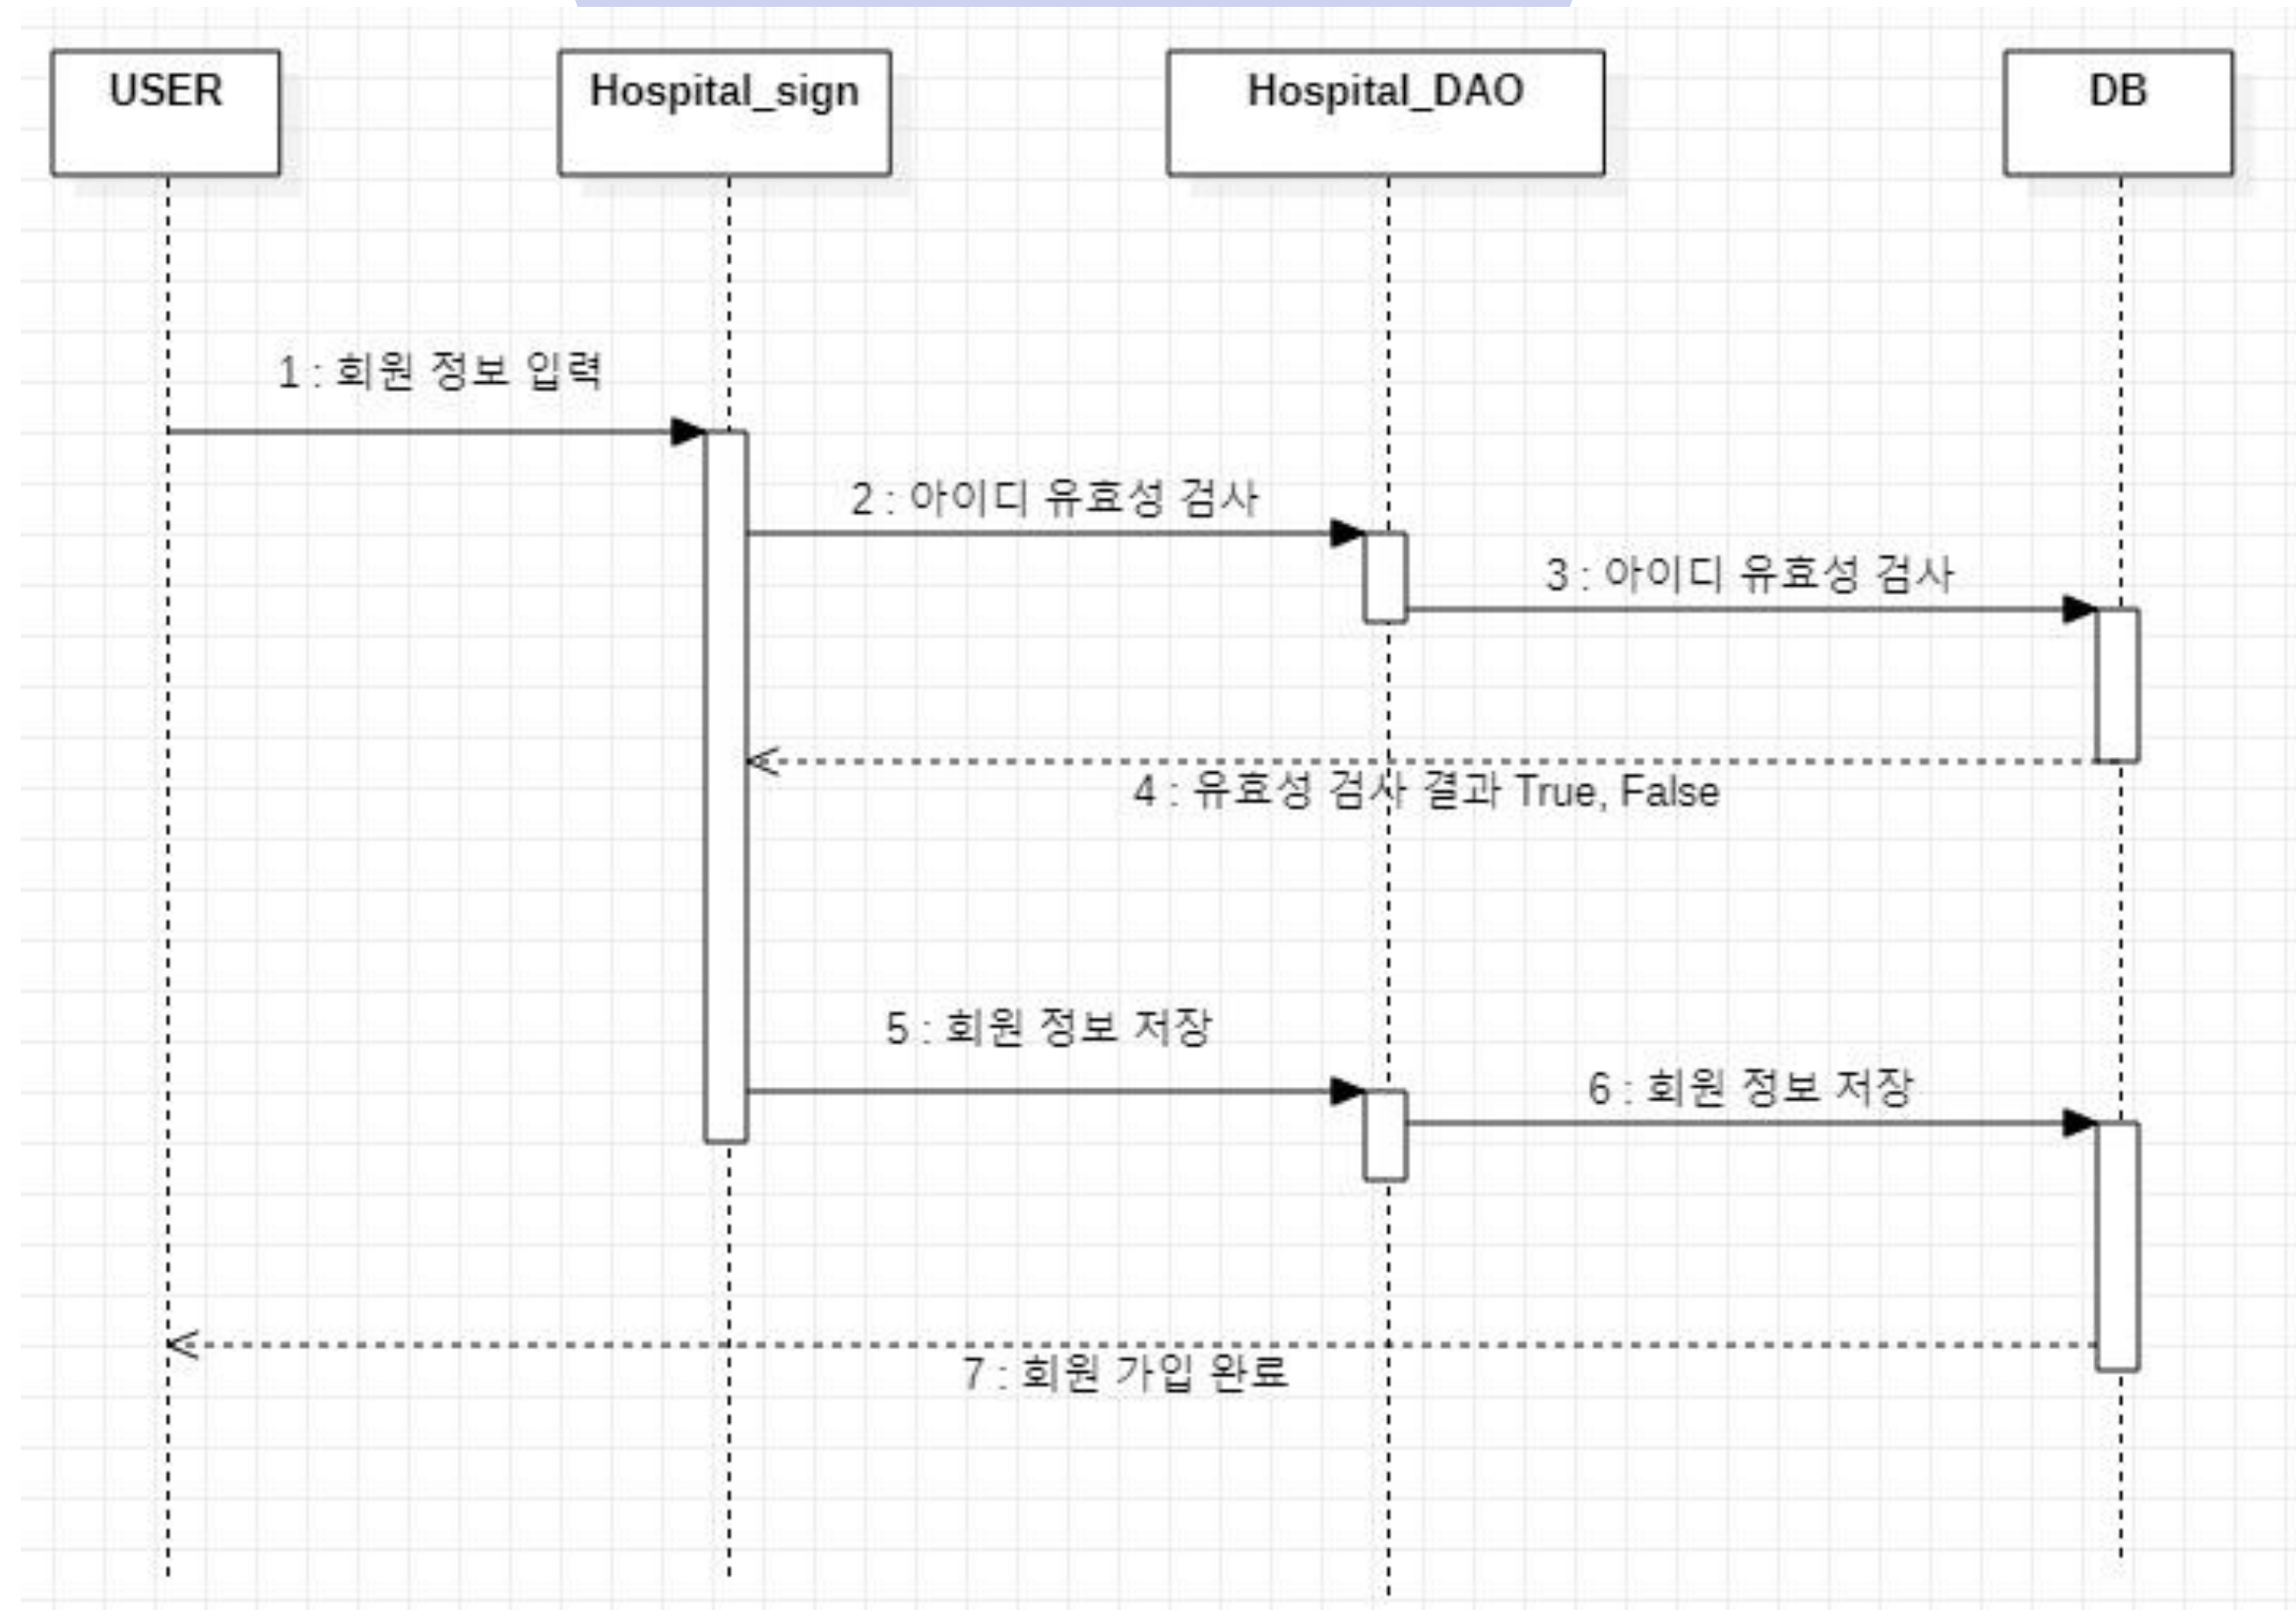 USER
Hospital_sign
Hospital_DAO
DB
1 : 회원 정보 입력
2 : 아이디 유효성 검사
3 : 아이디 유효성 검사
4 : 유효성 검사 결과 True, False
5 : 회원 정보 저장
6 : 회원 정보 저장
7 : 회원 가입 완료